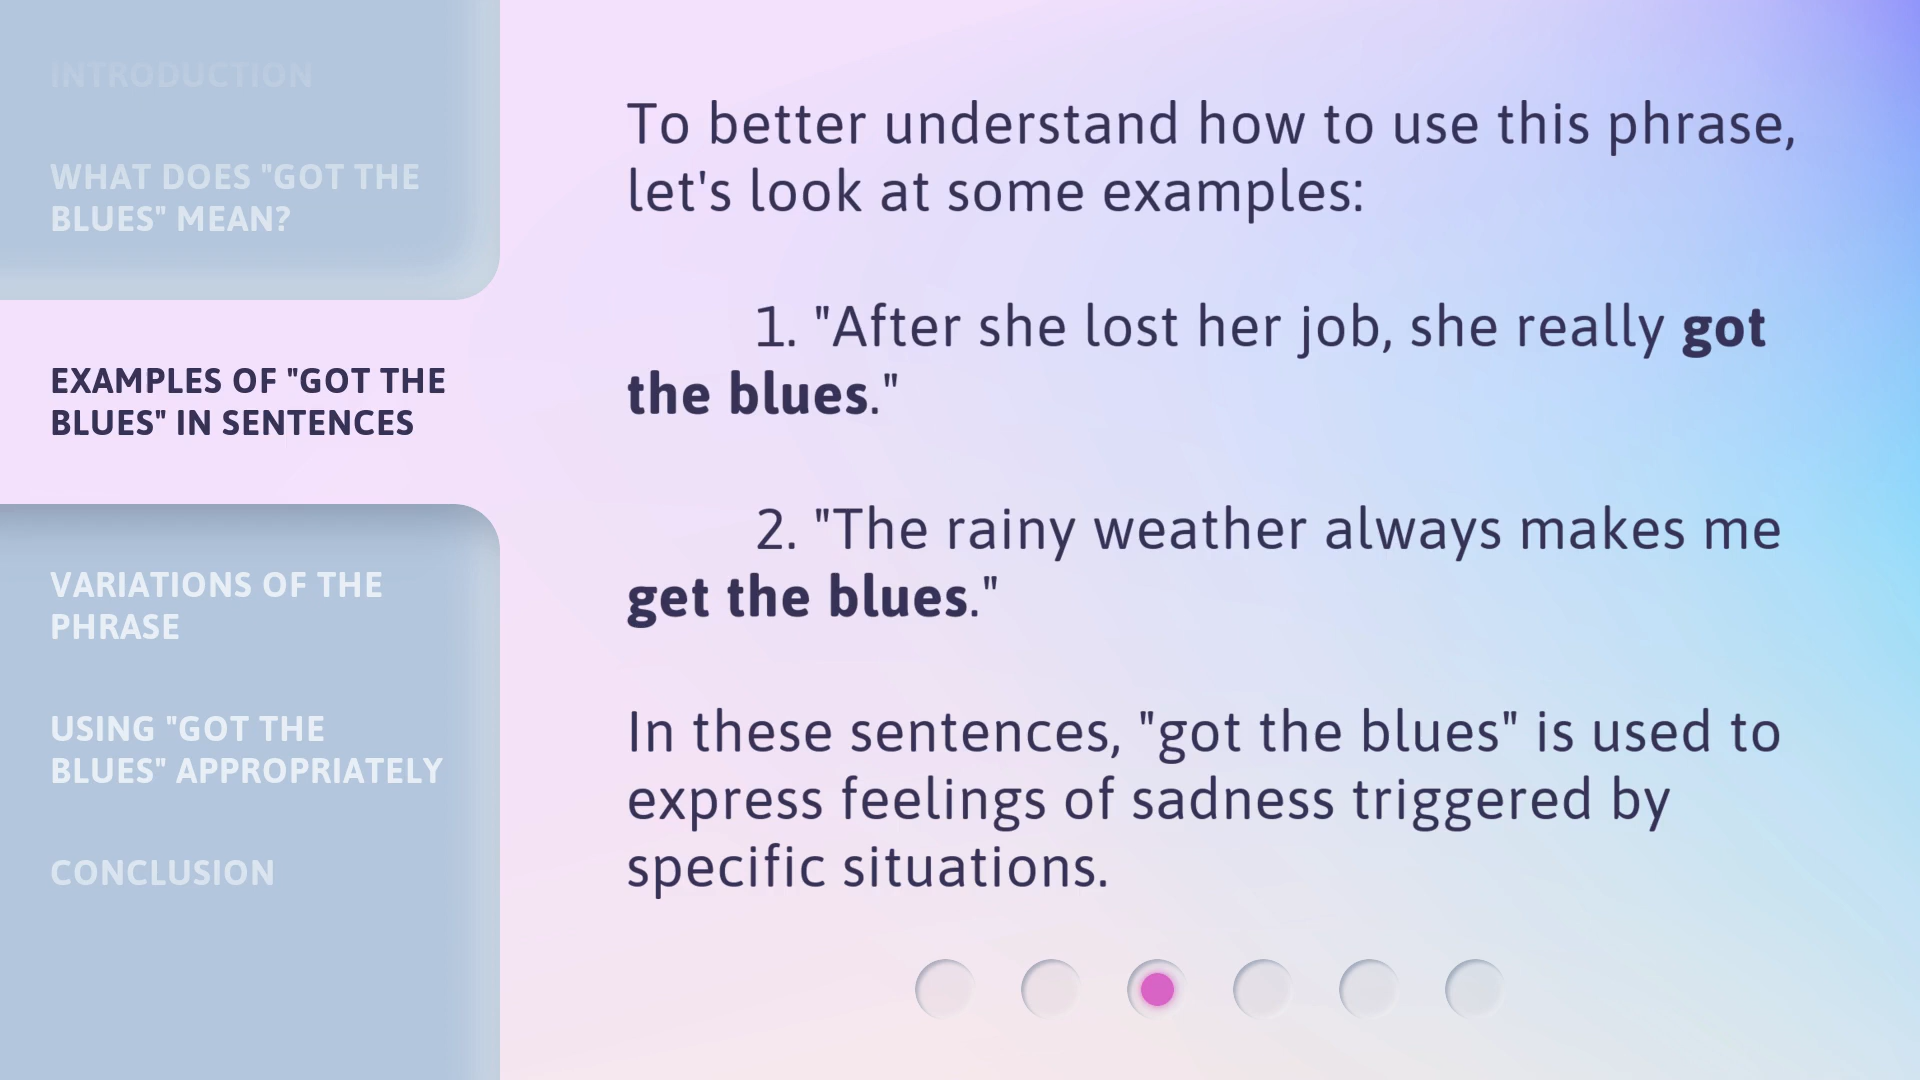 INTRODUCTION
WHAT DOES "GOT THE
BLUES" MEAN?
EXAMPLES OF "GOT THE
BLUES" IN SENTENCES
VARIATIONS OF THE
PHRASE
USING "GOT THE
BLUES" APPROPRIATELY
CONCLUSION
To better understand how to use this phrase,
let's look at some examples:
1. "After she lost her job, she really got
the blues."
2. "The rainy weather always makes me
get the blues."
In these sentences, "got the blues" is used to
express feelings of sadness triggered by
specific situations.